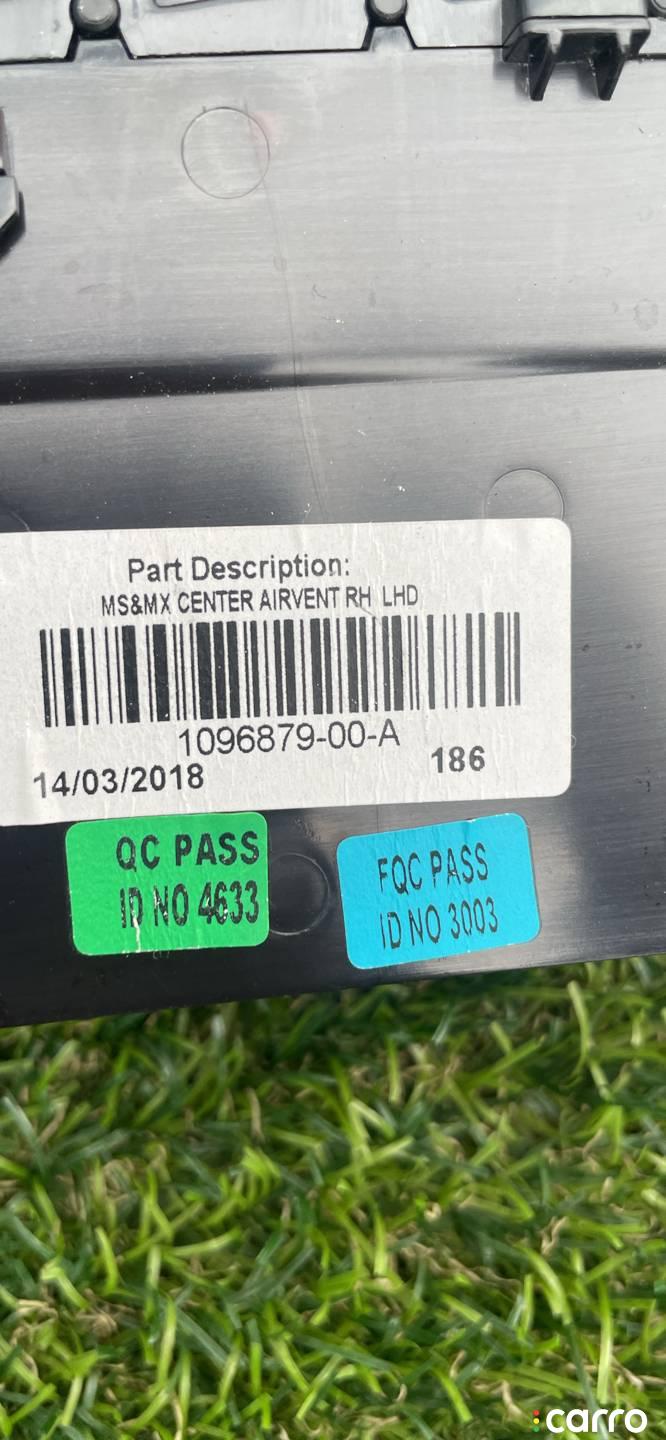 Part Description:
MS&MX CENTER AIRVENT RH LHD
1096879-00-A
14/03/2018
186
QC PASS
ID NO 4633
FQC PASS
ID NO 3003
carro